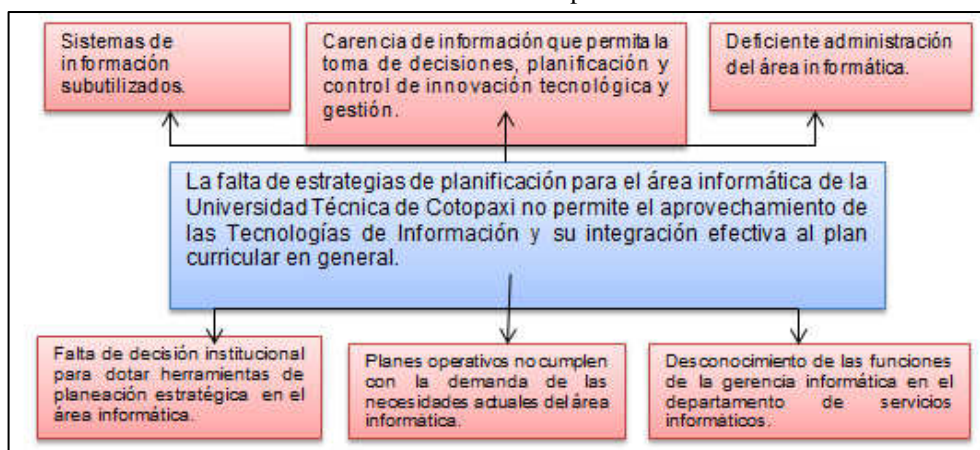 Sistemas de
información
subutilizados.
Carencia de información que permita la
toma de decisiones, planificación y
control de innovación tecnológica y
gestión.
Deficiente administración
del área informática.
La falta de estrategias de planificación para el área informática de la
Universidad Técnica de Cotopaxi no permite el aprovechamiento de
las Tecnologías de Información y su integración efectiva al plan
curricular en general.
Falta de decisión institucional
para dotar herramientas de
planeación estratégica en el
área informática.
Planes operativos no cumplen
con la demanda de las
necesidades actuales del área
informática.
Desconocimiento de las funciones
de la gerencia informática en el
departamento de servicios
informáticos.